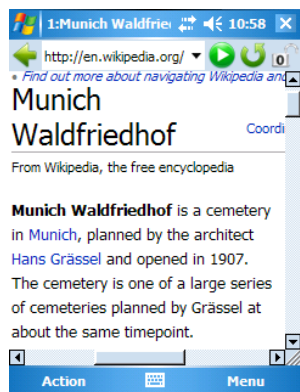 1:Munich Waldfrie 10:58
http://en.wikipedia.org/ 0
• Find out more about navigating Wikipedia and
Munich
Waldfriedhof Coordi
From Wikipedia, the free encyclopedia
Munich Waldfriedhof is a cemetery
in Munich, planned by the architect
Hans Grässel and opened in 1907.
The cemetery is one of a large series
of cemeteries planned by Grässel at
about the same timepoint.
Action Menu